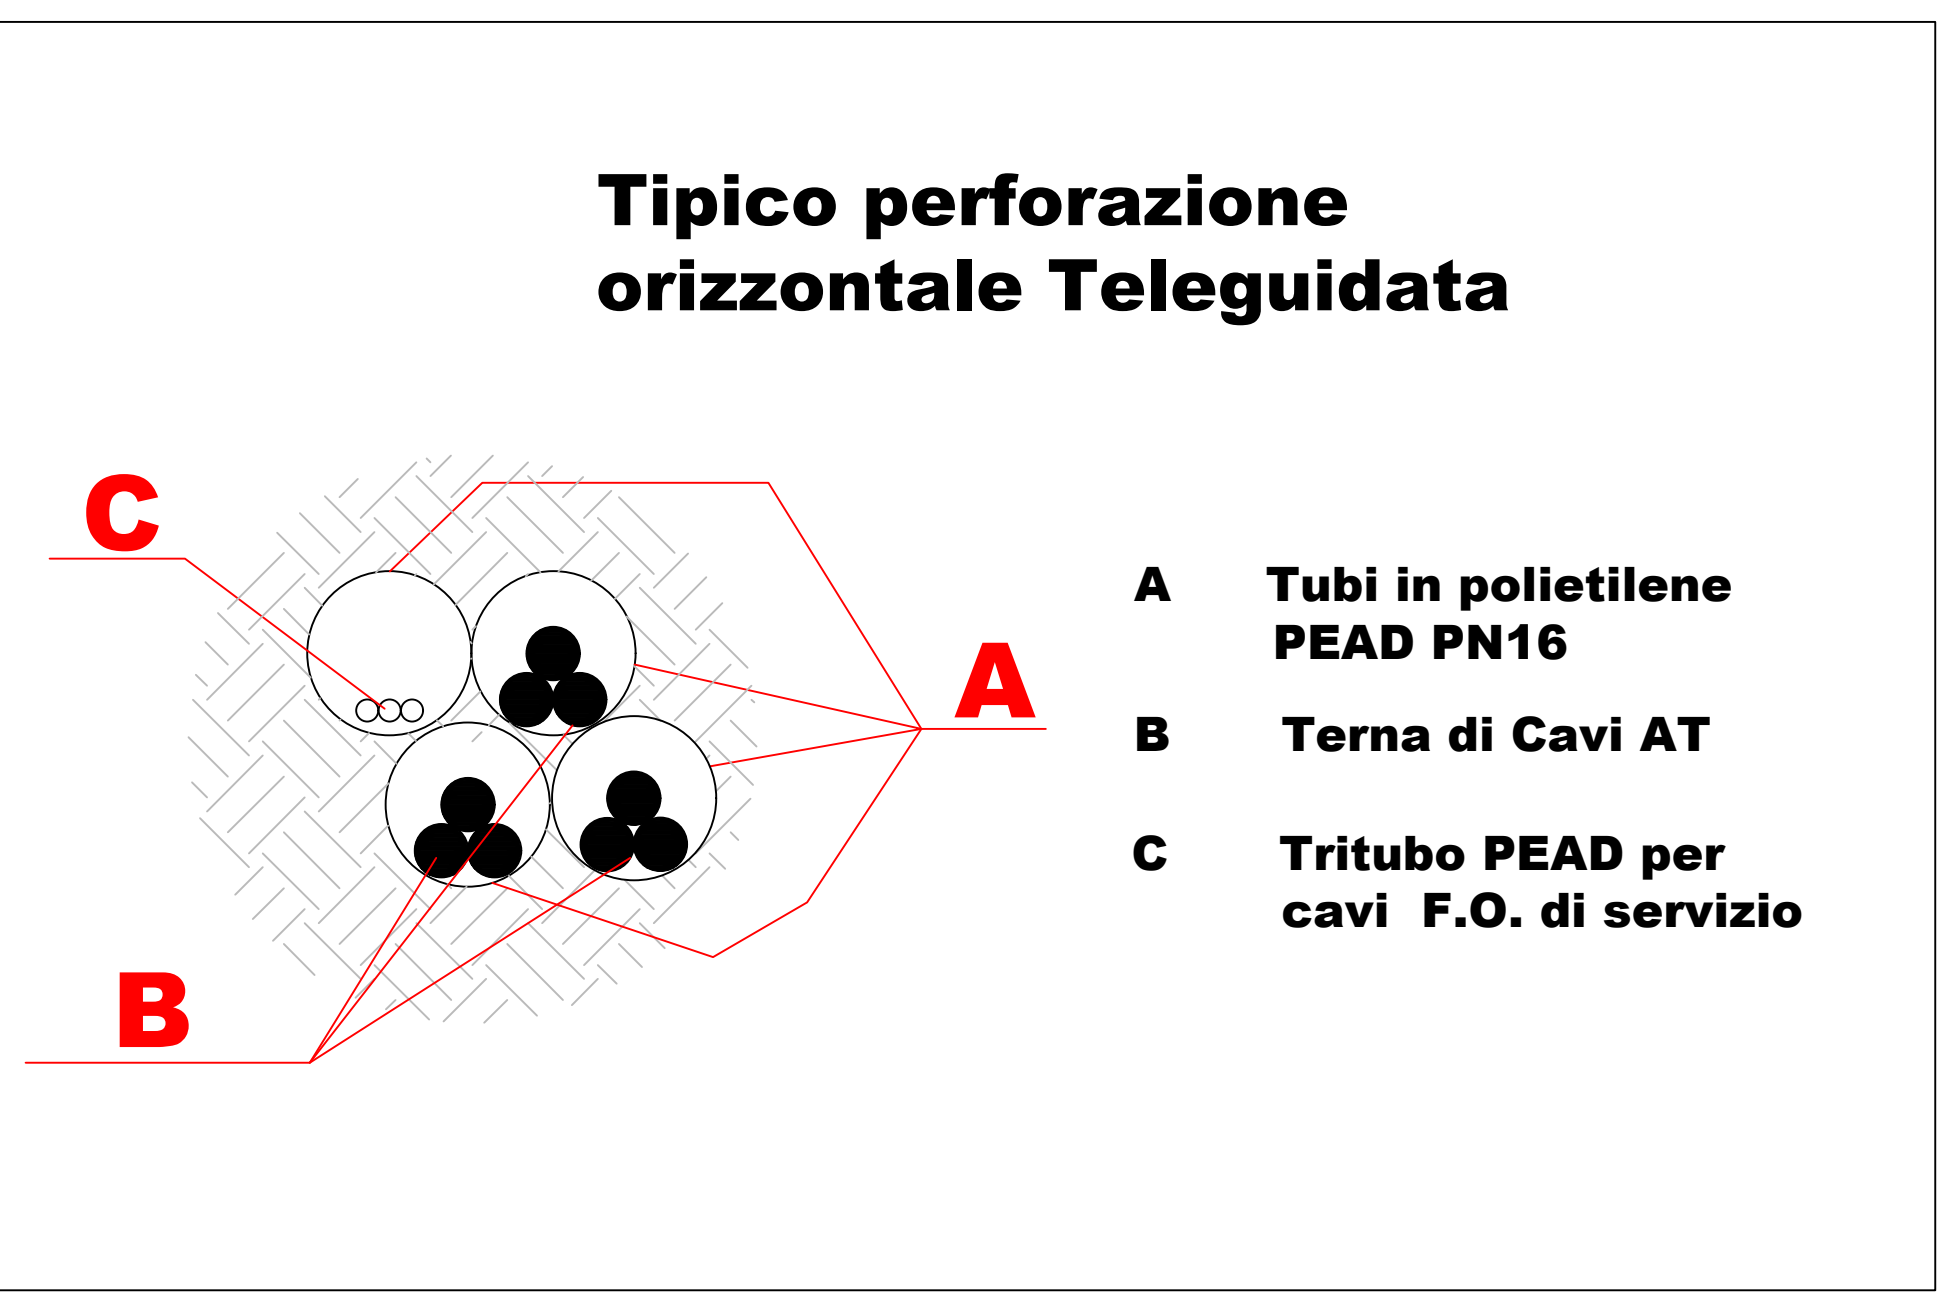 Tipico perforazione
orizzontale Teleguidata
C
A
B
A Tubi in polietilene
PEAD PN16
B Terna di Cavi AT
C Tritubo PEAD per
cavi F.O. di servizio